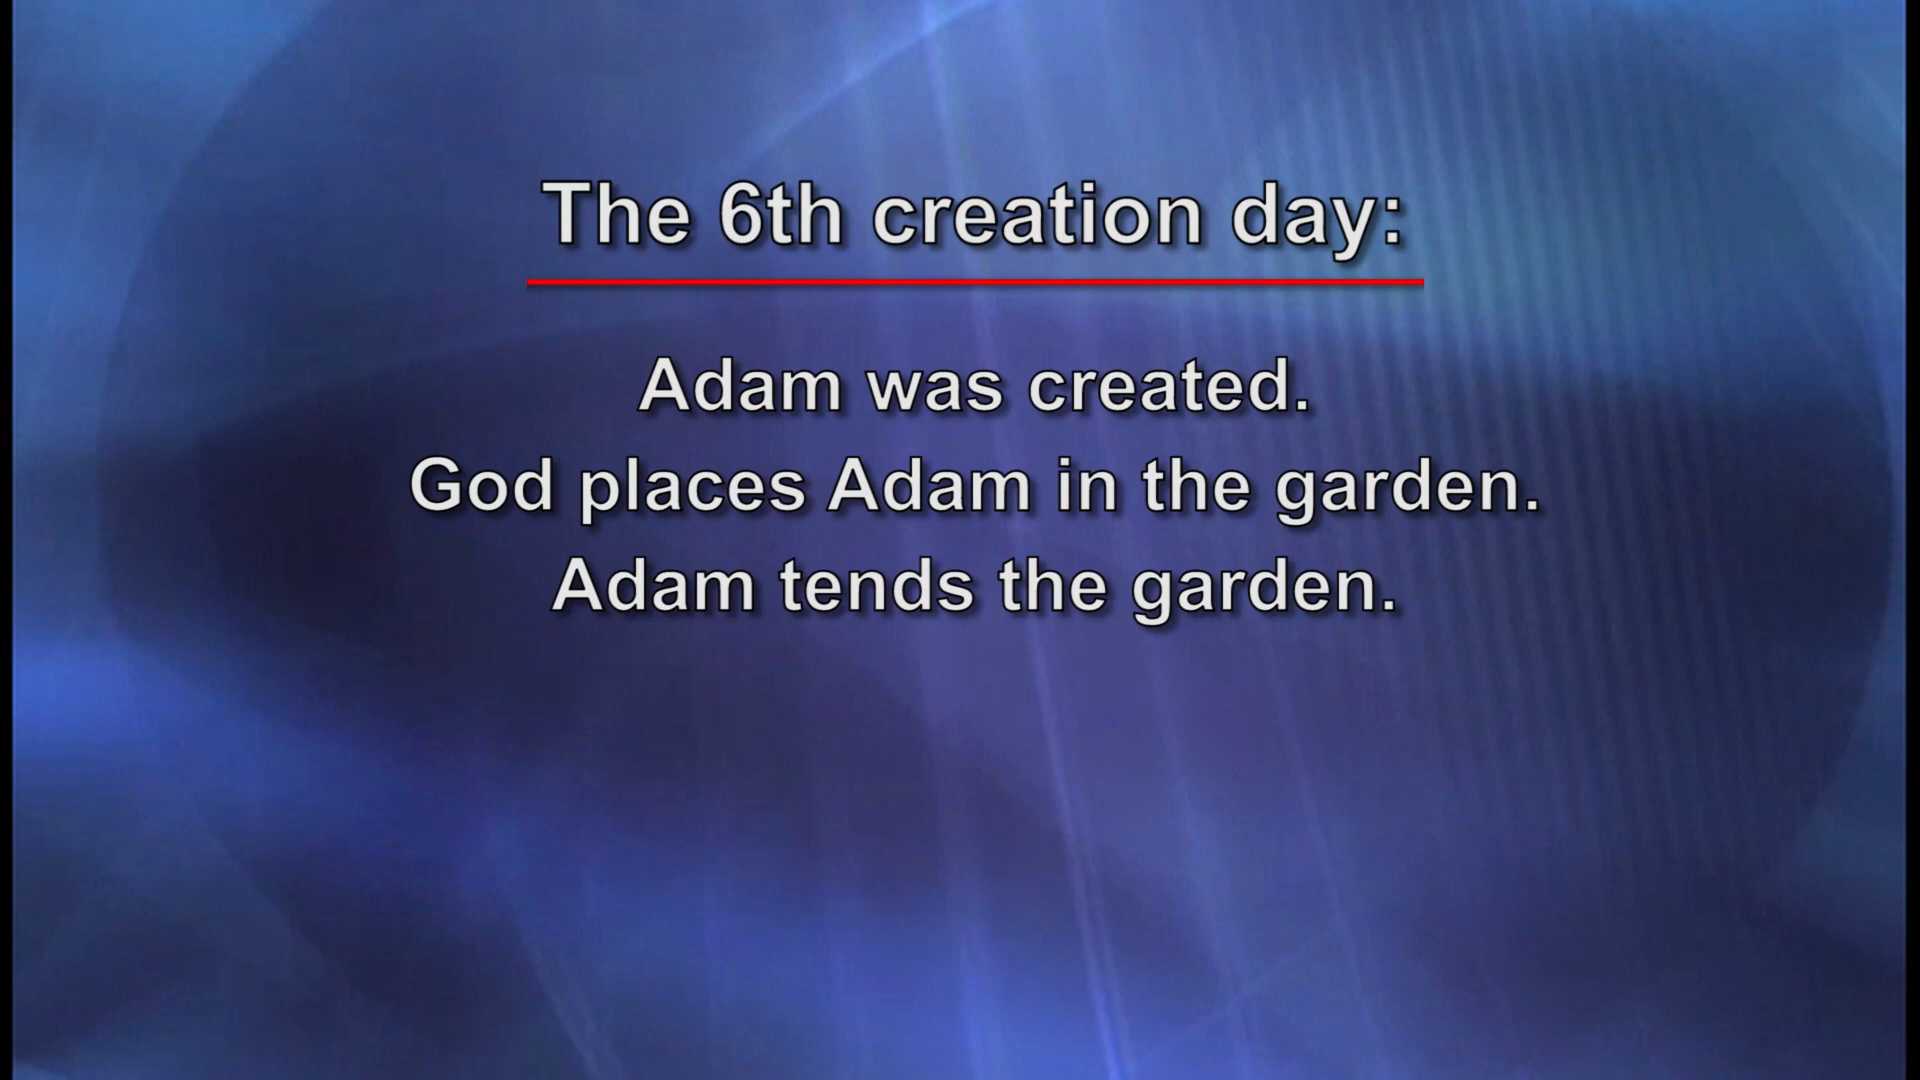 The 6th creation day:
Adam was created.
God places Adam in the garden.
Adam tends the garden.